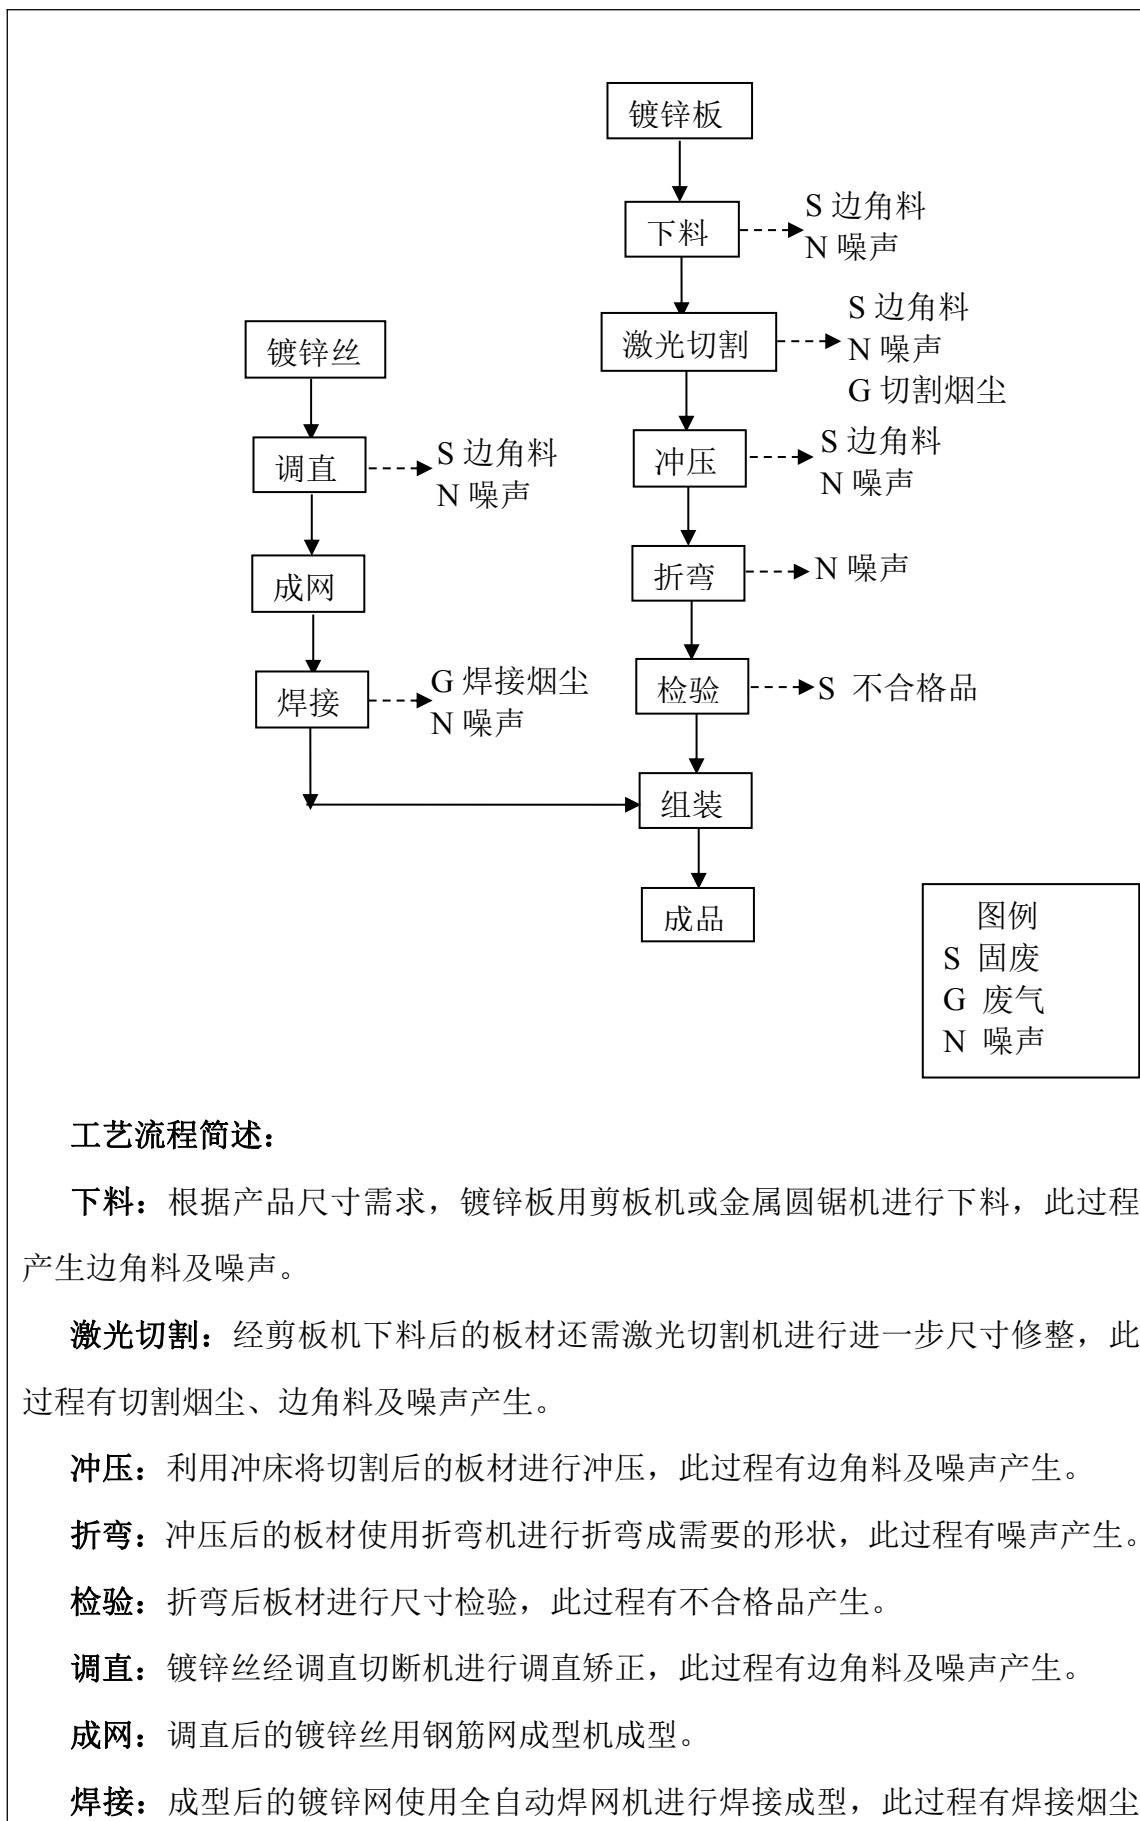 镀锌板
下料
S 边角料
N 噪声
激光切割
S 边角料
N 噪声
G 切割烟尘
冲压
S 边角料
N 噪声
折弯
N 噪声
检验
S 不合格品
镀锌丝
调直
S 边角料
N 噪声
成网
焊接
G 焊接烟尘
N 噪声
组装
成品
图例
S 固废
G 废气
N 噪声
工艺流程简述：
下料：根据产品尺寸需求，镀锌板用剪板机或金属圆锯机进行下料，此过程
产生边角料及噪声。
激光切割：经剪板机下料后的板材还需激光切割机进行进一步尺寸修整，此
过程有切割烟尘、边角料及噪声产生。
冲压：利用冲床将切割后的板材进行冲压，此过程有边角料及噪声产生。
折弯：冲压后的板材使用折弯机进行折弯成需要的形状，此过程有噪声产生。
检验：折弯后板材进行尺寸检验，此过程有不合格品产生。
调直：镀锌丝经调直切断机进行调直矫正，此过程有边角料及噪声产生。
成网：调直后的镀锌丝用钢筋网成型机成型。
焊接：成型后的镀锌网使用全自动焊网机进行焊接成型，此过程有焊接烟尘